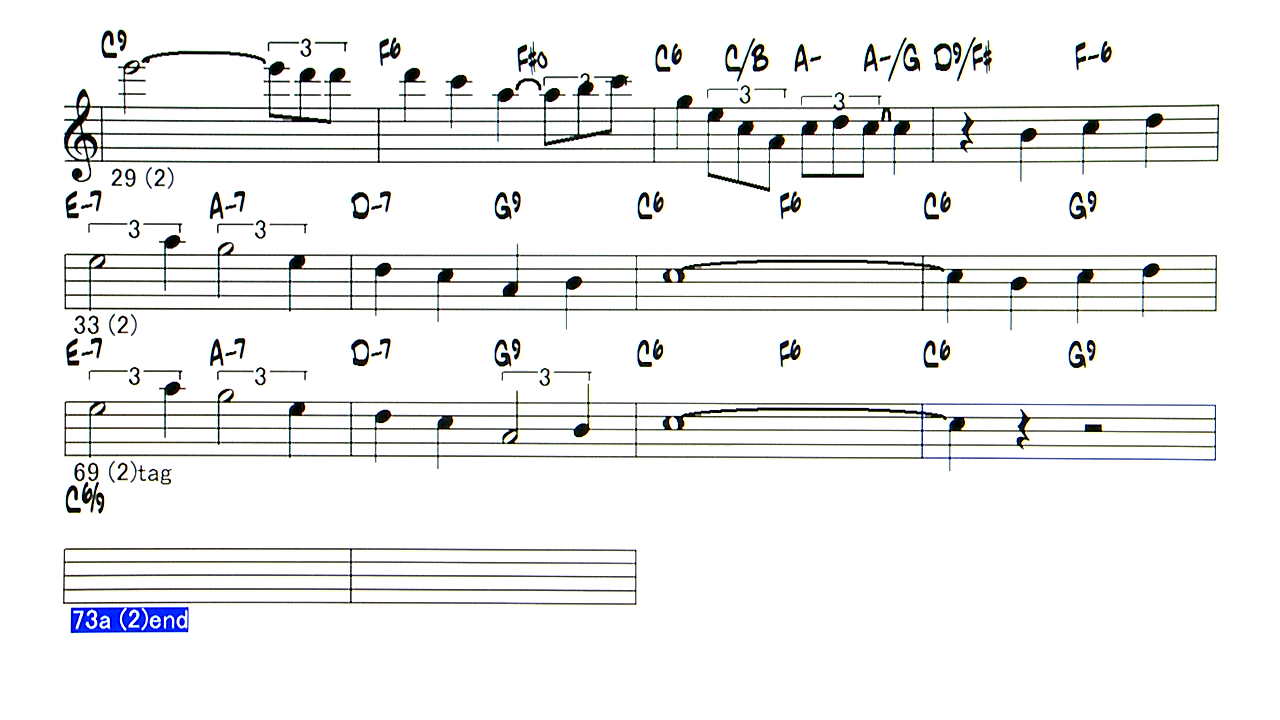 C9 3 F6 F#o 3 C6 C/B A- A-/G D9/F# F-6
3 3
29 (2)
E-7 A-7 D-7 G9 C6 F6 C6 G9
3 3
33 (2)
E-7 A-7 D-7 G9 C6 F6 C6 G9
3 3 3
69 (2)tag
C6/9
73a (2)end